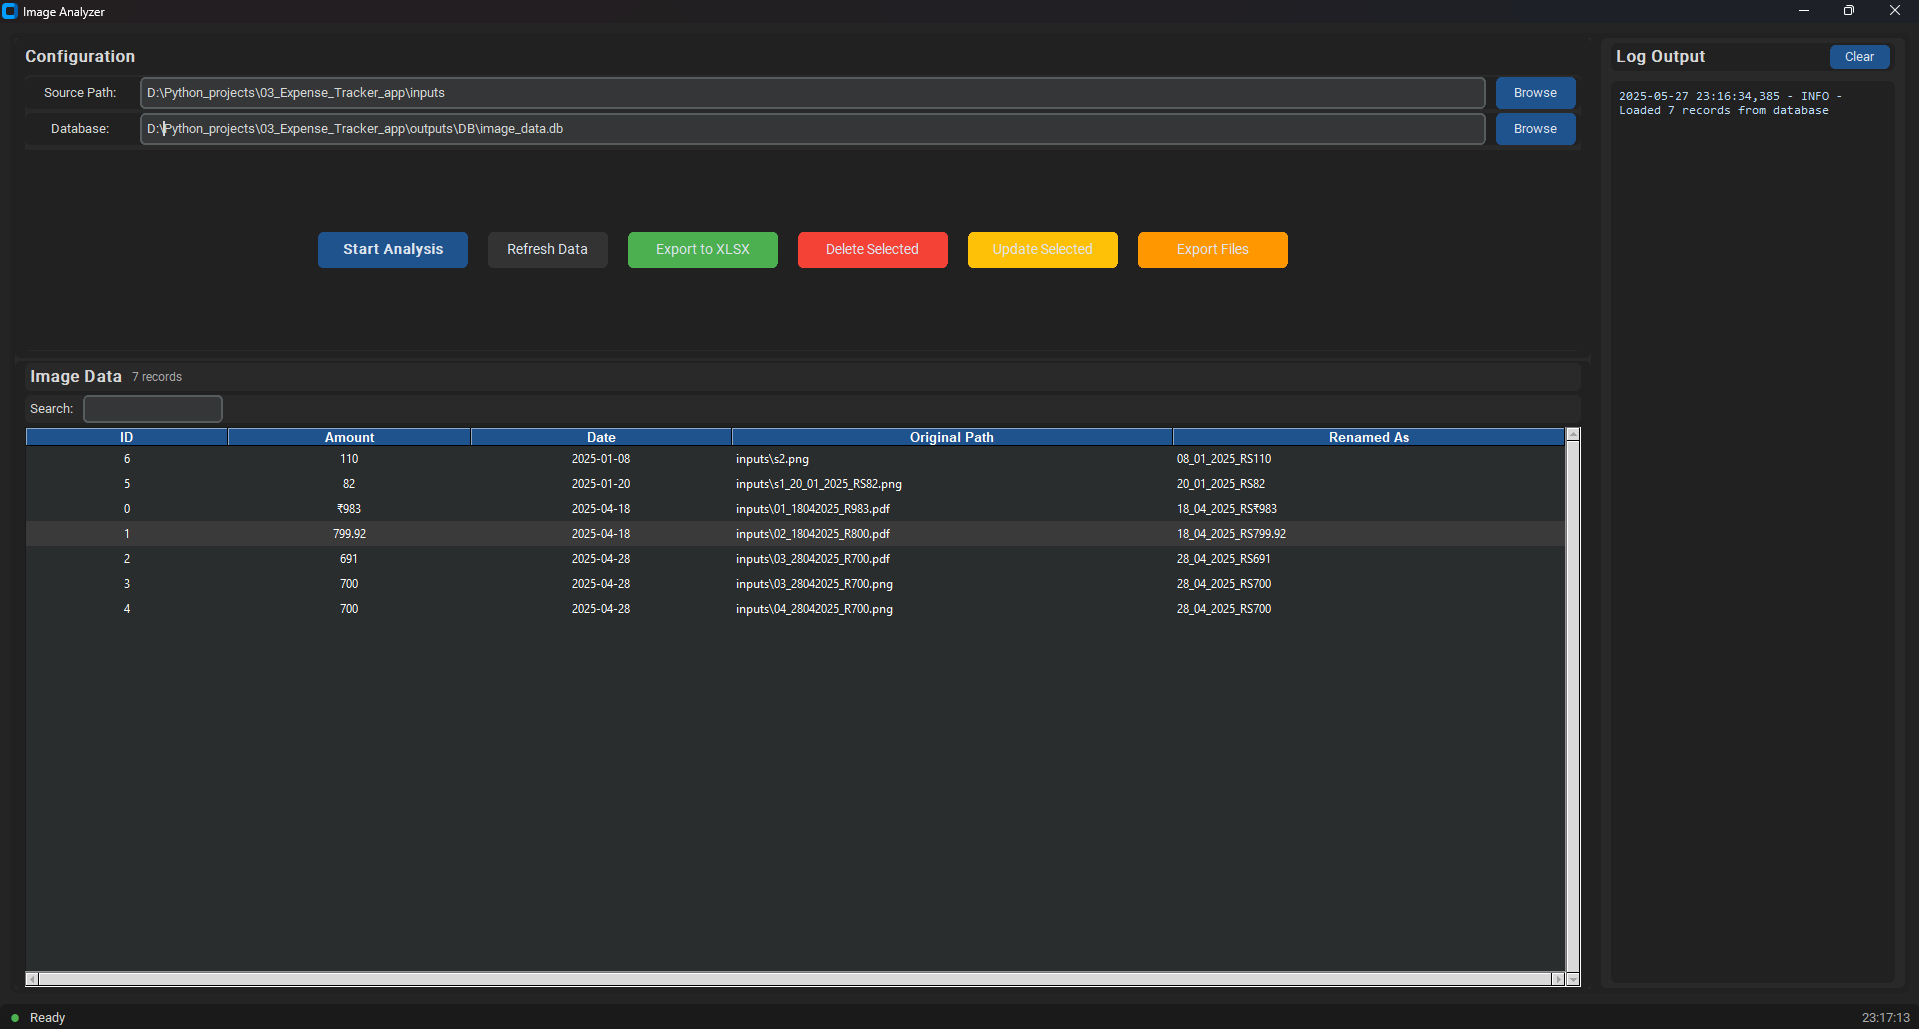 Image Analyzer
Configuration
Source Path: D:\Python_projects\03_Expense_Tracker_app\inputs Browse
Database: D:\Python_projects\03_Expense_Tracker_app\outputs\DB\image_data.db Browse
Start Analysis Refresh Data Export to XLSX Delete Selected Update Selected Export Files
Image Data 7 records
Search:
ID Amount Date Original Path Renamed As
6 110 2025-01-08 inputs\s2.png 08_01_2025_RS110
5 82 2025-01-20 inputs\s1_20_01_2025_RS82.png 20_01_2025_RS82
0 ₹983 2025-04-18 inputs\01_18042025_R983.pdf 18_04_2025_RS₹983
1 799.92 2025-04-18 inputs\02_18042025_R800.pdf 18_04_2025_RS799.92
2 691 2025-04-28 inputs\03_28042025_R700.pdf 28_04_2025_RS691
3 700 2025-04-28 inputs\03_28042025_R700.png 28_04_2025_RS700
4 700 2025-04-28 inputs\04_28042025_R700.png 28_04_2025_RS700
Log Output Clear
2025-05-27 23:16:34,385 - INFO -
Loaded 7 records from database
Ready 23:17:13